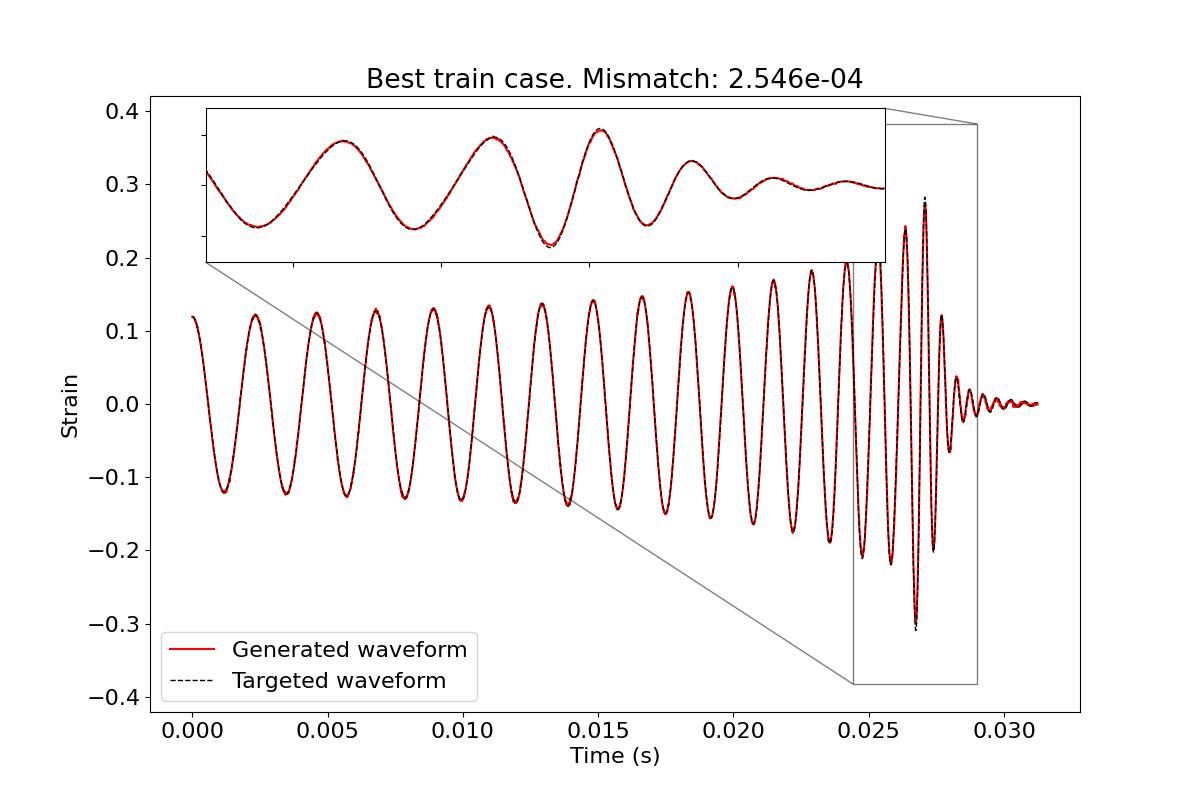 Best train case. Mismatch: 2.546e-04
0.4
0.3
0.2
0.1
0.0
−0.1
−0.2
−0.3
−0.4
Strain
Generated waveform
Targeted waveform
0.000 0.005 0.010 0.015 0.020 0.025 0.030
Time (s)